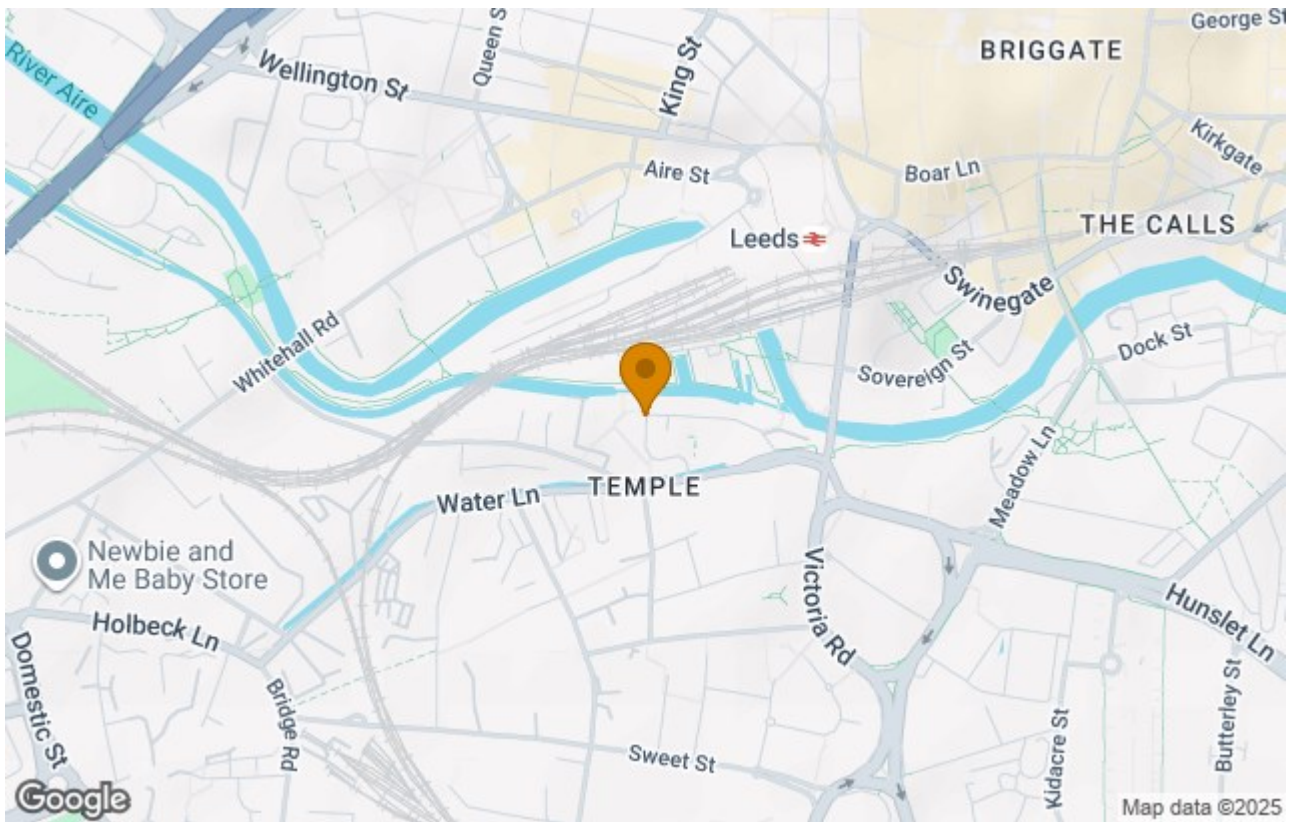 George St
BRIGGATE
Queen S
King St
River Aire
Wellington St
Kirkgate
Aire St
Boar Ln
THE CALLS
Leeds
Swinegate
Whitehall Rd
Dock St
Sovereign St
Meadow Ln
TEMPLE
Water Ln
Newbie and
Me Baby Store
Victoria Rd
Hunslet Ln
Holbeck Ln
Domestic St
Bridge Rd
Butterley St
Kidacre St
Sweet St
Google
Map data ©2025